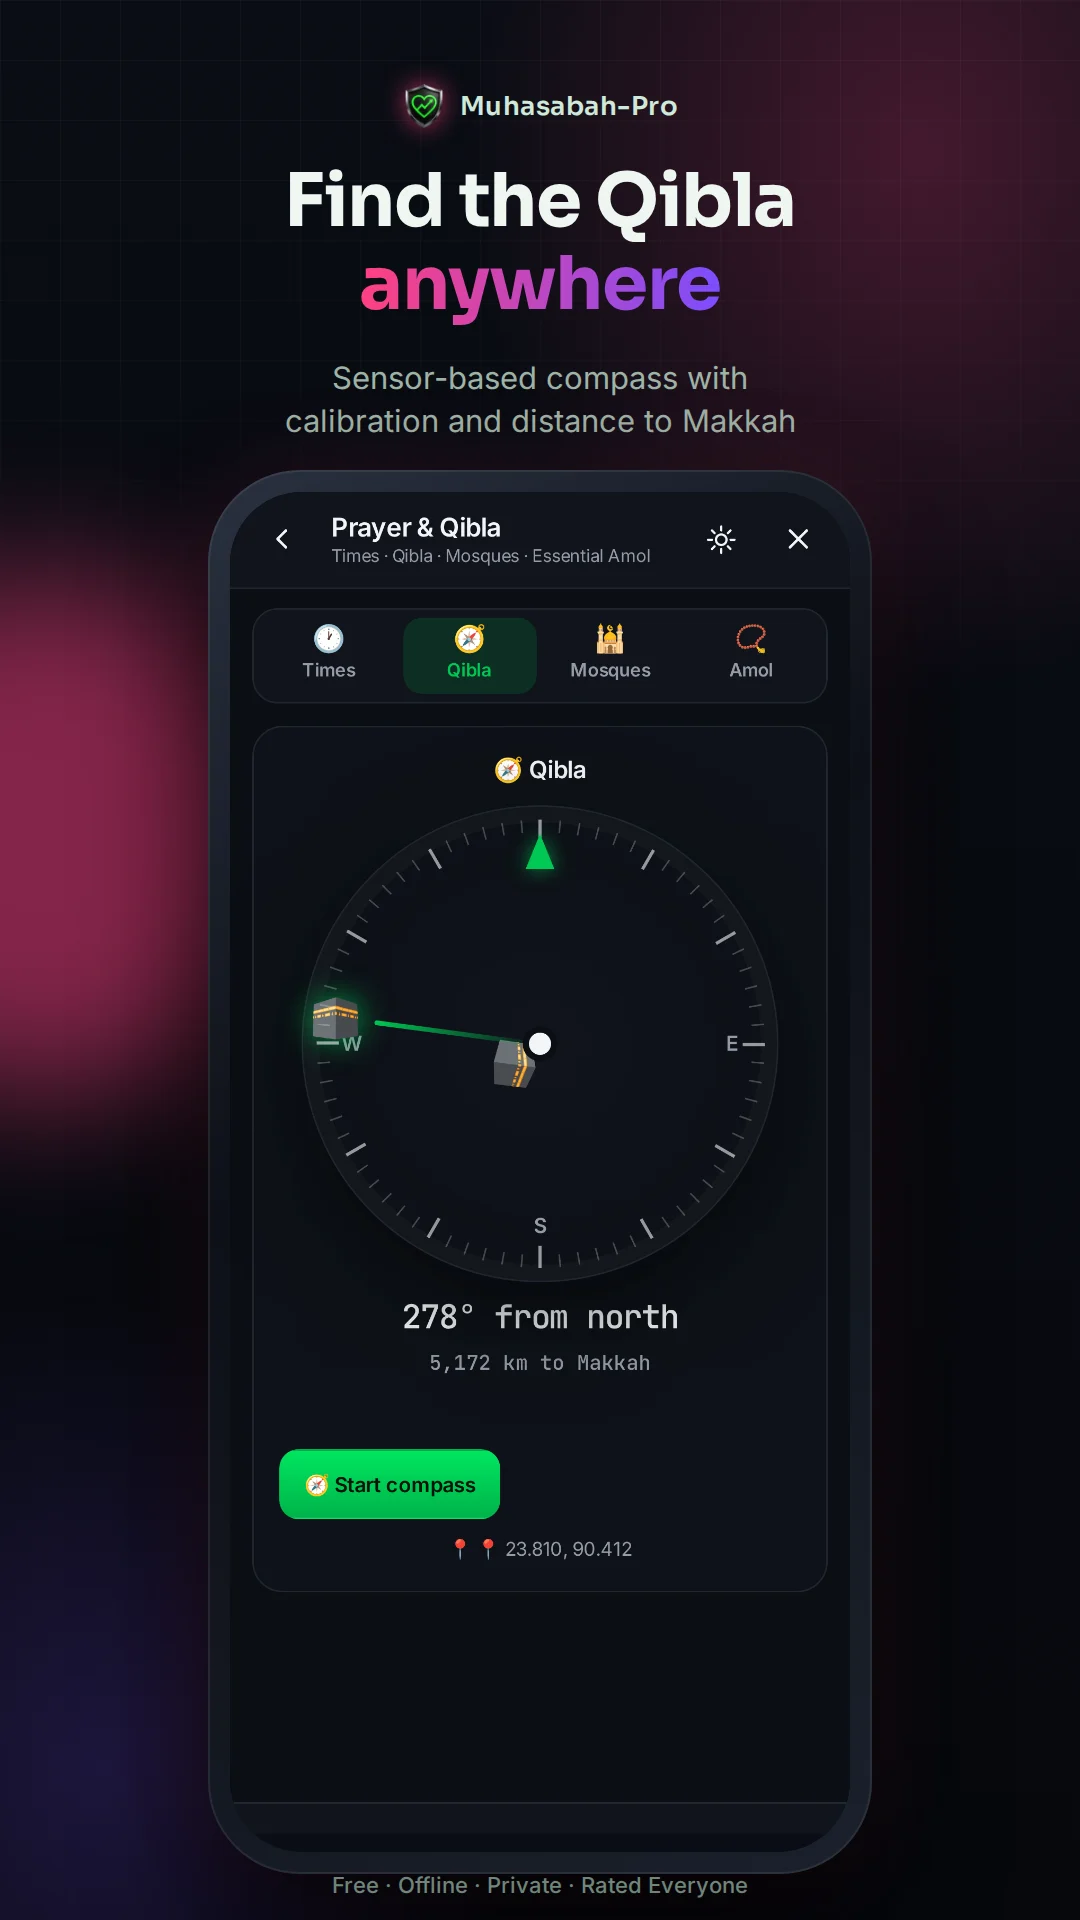 Muhasabah-Pro
Find the Qibla
anywhere
Sensor-based compass with
calibration and distance to Makkah
Prayer & Qibla
Times · Qibla · Mosques · Essential Amol
Times
Qibla
Mosques
Amol
Qibla
W
E
S
278° from north
5,172 km to Makkah
Start compass
23.810, 90.412
Free · Offline · Private · Rated Everyone